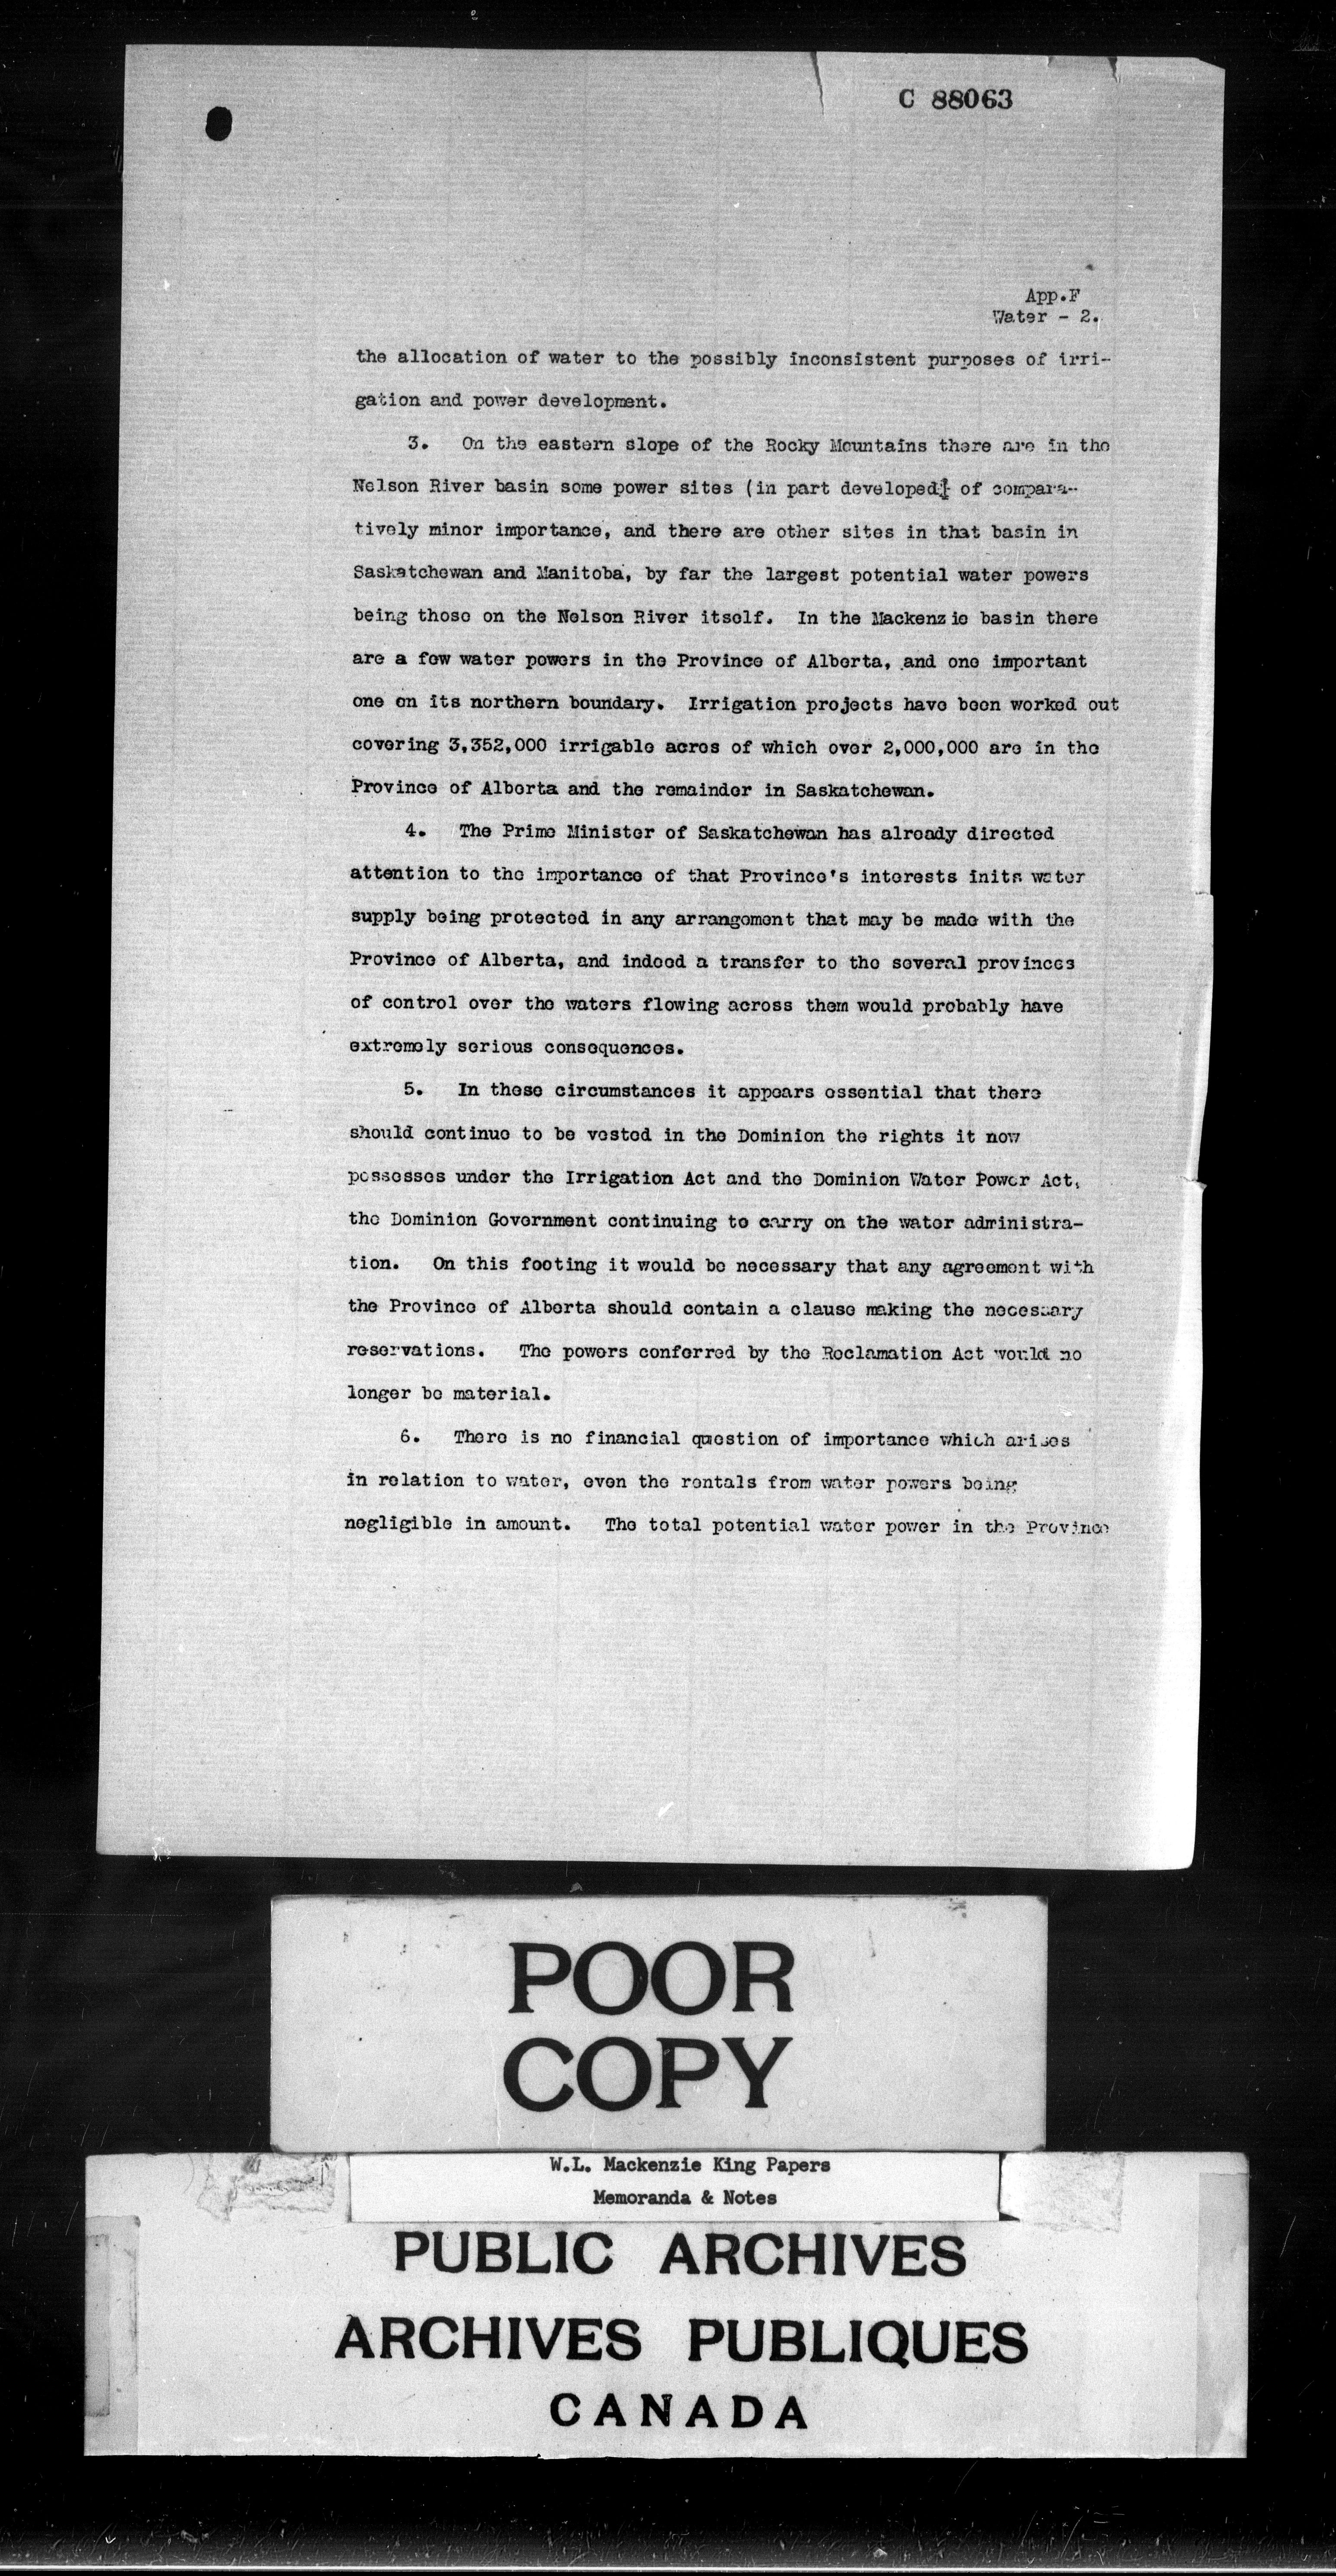 C 88063
App.F
Water - 2.
the allocation of water to the possibly inconsistent purposes of irri-
gation and power development.
3. On the eastern slope of the Rocky Mountains there are in the
Nelson River basin some power sites (in part developed) of compara-
tively minor importance, and there are other sites in that basin in
Saskatchewan and Manitoba, by far the largest potential water powers
being those on the Nelson River itself. In the Mackenzie basin there
are a few water powers in the Province of Alberta, and one important
one on its northern boundary. Irrigation projects have been worked out
covering 3,352,000 irrigable acres of which over 2,000,000 are in the
Province of Alberta and the remainder in Saskatchewan.
4. The Prime Minister of Saskatchewan has already directed
attention to the importance of that Province's interests inits water
supply being protected in any arrangement that may be made with the
Province of Alberta, and indeed a transfer to the several provinces
of control over the waters flowing across them would probably have
extremely serious consequences.
5. In these circumstances it appears essential that there
should continue to be vested in the Dominion the rights it now
possesses under the Irrigation Act and the Dominion Water Power Act,
the Dominion Government continuing to carry on the water administra-
tion. On this footing it would be necessary that any agreement with
the Province of Alberta should contain a clause making the necessary
reservations. The powers conferred by the Reclamation Act would no
longer be material.
6. There is no financial question of importance which arises
in relation to water, even the rentals from water powers being
negligible in amount. The total potential water power in the Province
POOR
COPY
W.L. Mackenzie King Papers
Memoranda & Notes
PUBLIC ARCHIVES
ARCHIVES PUBLIQUES
CANADA